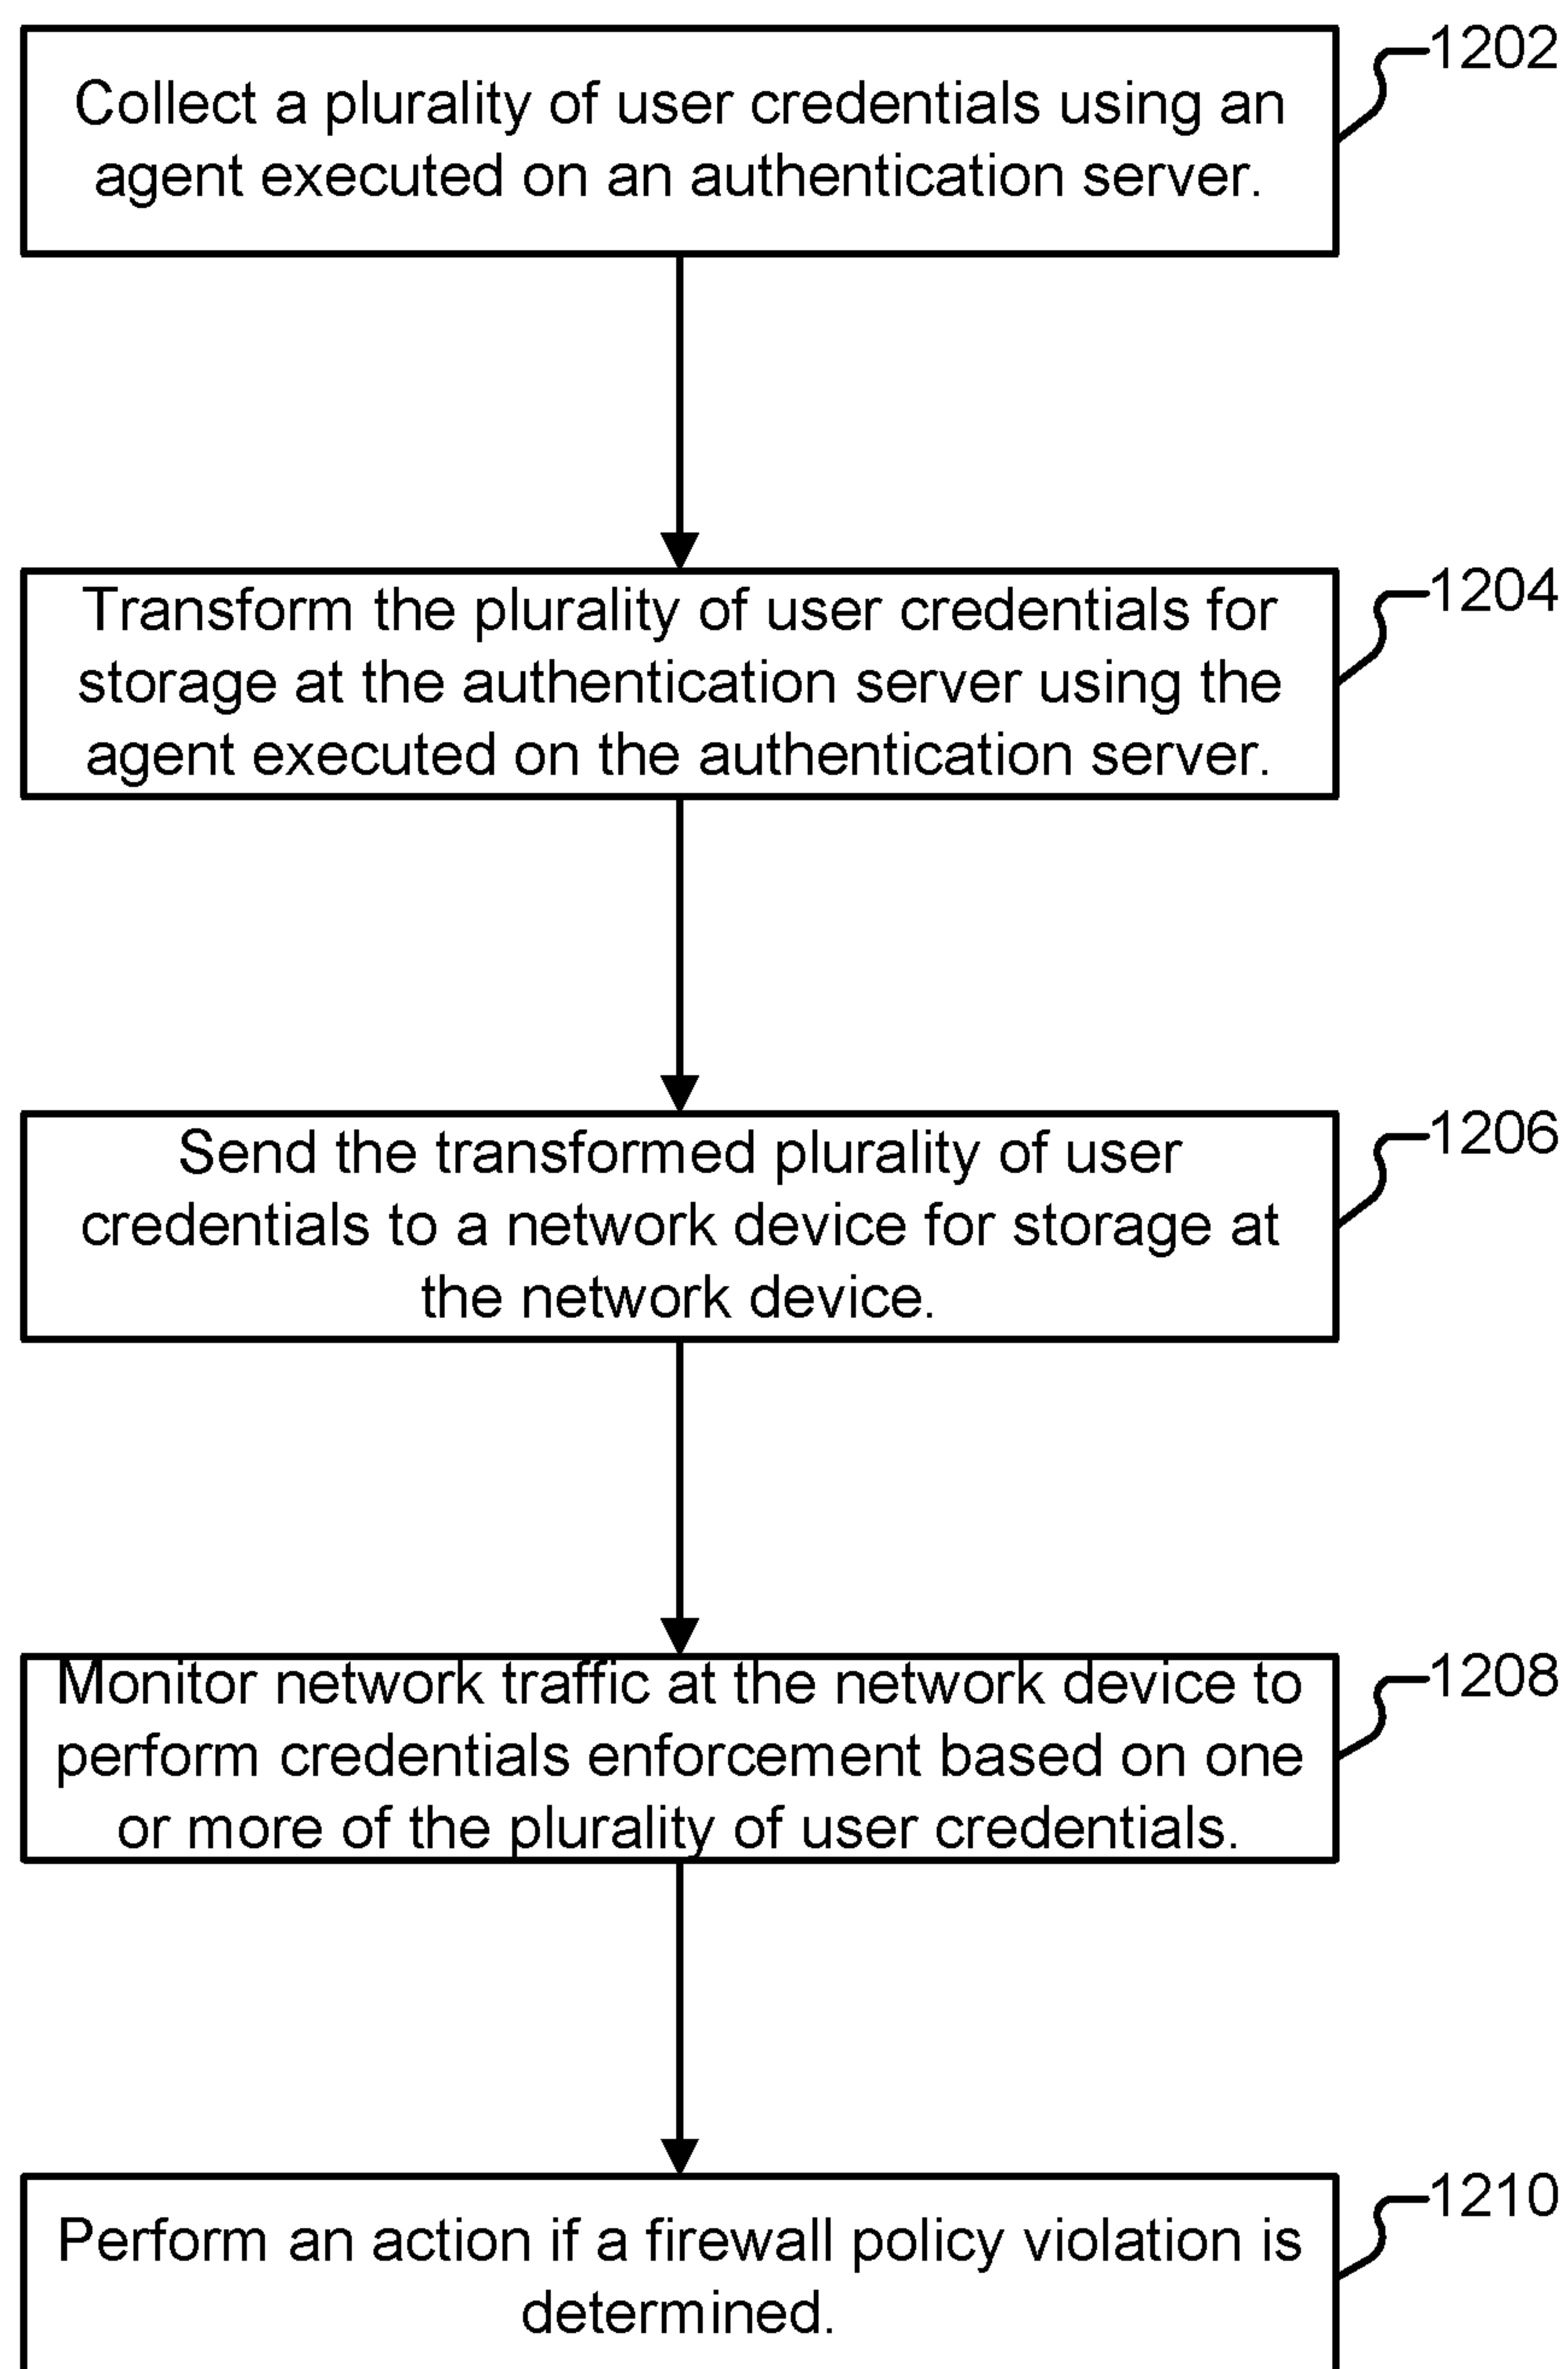 1202
Collect a plurality of user credentials using an
agent executed on an authentication server.
1204
Transform the plurality of user credentials for
storage at the authentication server using the
agent executed on the authentication server.
1206
Send the transformed plurality of user
credentials to a network device for storage at
the network device.
1208
Monitor network traffic at the network device to
perform credentials enforcement based on one
or more of the plurality of user credentials.
1210
Perform an action if a firewall policy violation is
determined.